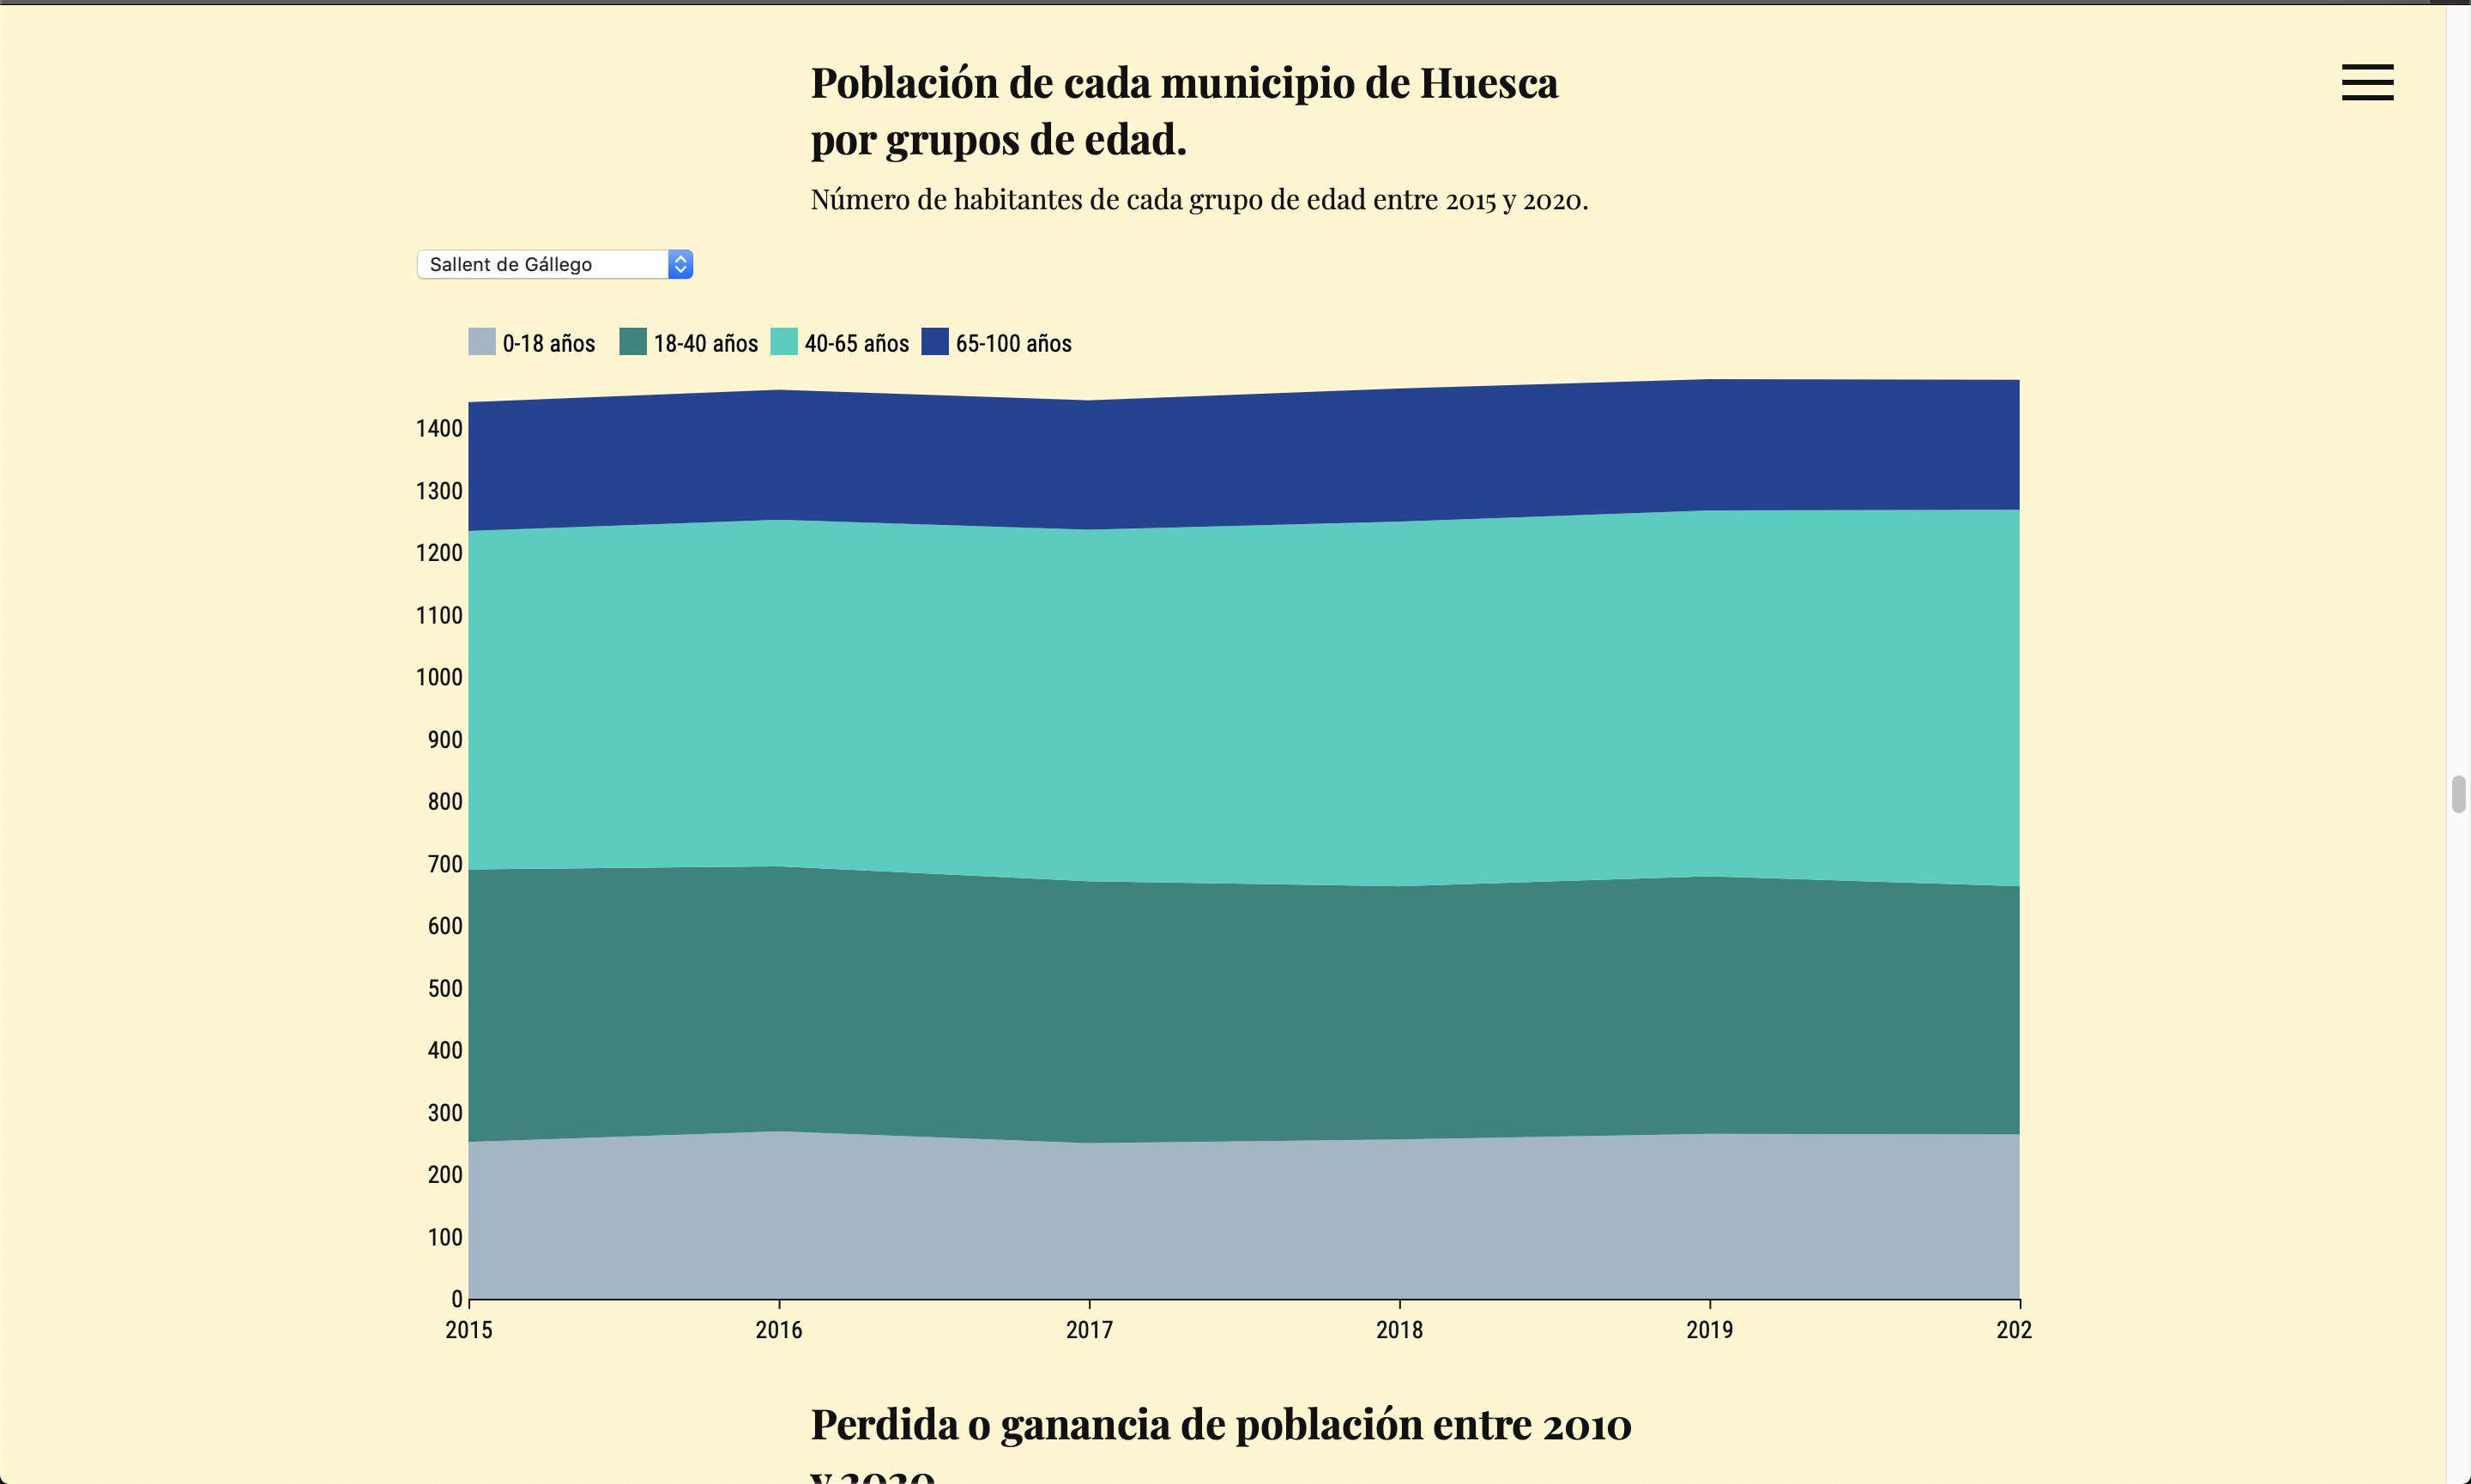 Población de cada municipio de Huesca
por grupos de edad.
Número de habitantes de cada grupo de edad entre 2015 y 2020.
Sallent de Gállego
0-18 años 18-40 años 40-65 años 65-100 años
1400
1300
1200
1100
1000
900
800
700
600
500
400
300
200
100
0
2015 2016 2017 2018 2019 202
Perdida o ganancia de población entre 2010
y 2020